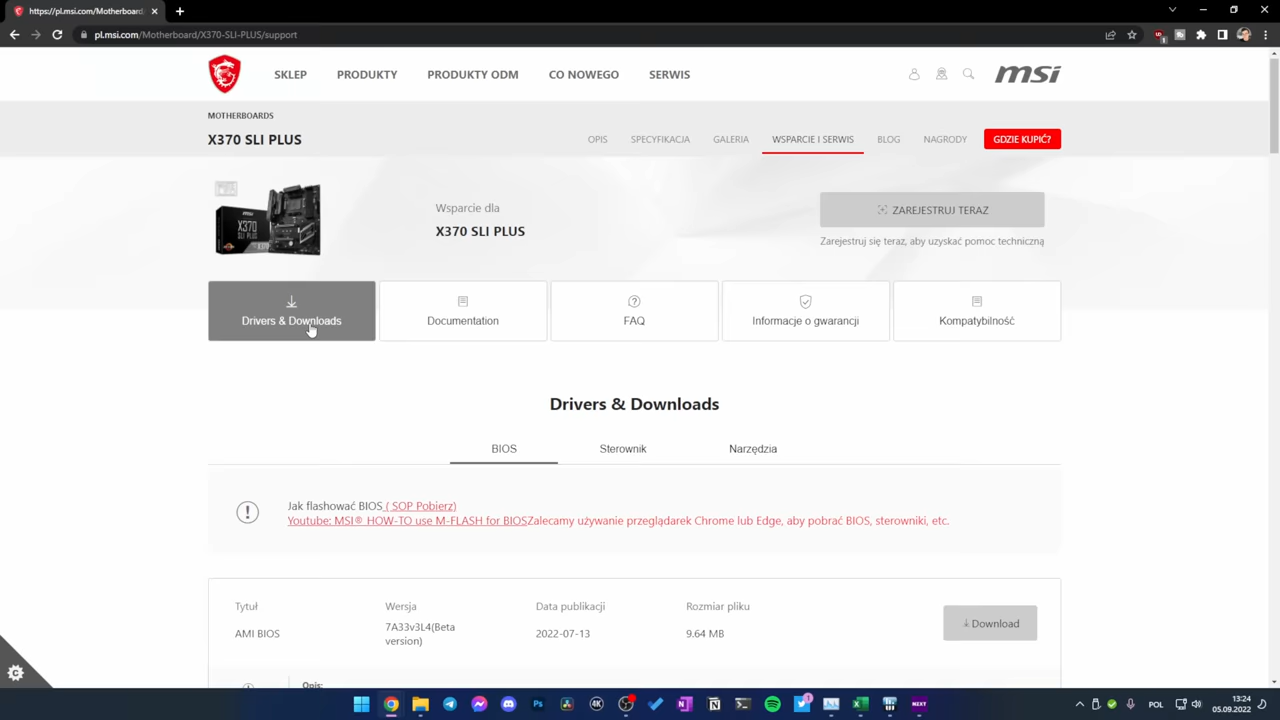 https://pl.msi.com/Motherboard/
pl.msi.com/Motherboard/X370-SLI-PLUS/support
SKLEP PRODUKTY PRODUKTY ODM CO NOWEGO SERWIS
msi
MOTHERBOARDS
X370 SLI PLUS
OPIS SPECYFIKACJA GALERIA WSPARCIE I SERWIS BLOG NAGRODY GDZIE KUPIĆ?
Wsparcie dla
X370 SLI PLUS
ZAREJESTRUJ TERAZ
Zarejestruj się teraz, aby uzyskać pomoc techniczną
X370
SLI PLUS
Drivers & Downloads
Documentation
FAQ
Informacje o gwarancji
Kompatybilność
Drivers & Downloads
BIOS Sterownik Narzędzia
Jak flashować BIOS ( SOP Pobierz)
Youtube: MSI® HOW-TO use M-FLASH for BIOSZalecamy używanie przeglądarek Chrome lub Edge, aby pobrać BIOS, sterowniki, etc.
Tytuł Wersja Data publikacji Rozmiar pliku
AMI BIOS 7A33v3L4(Beta version) 2022-07-13 9.64 MB
Download
Opis:
4K
NEXT
13:24
05.09.2022